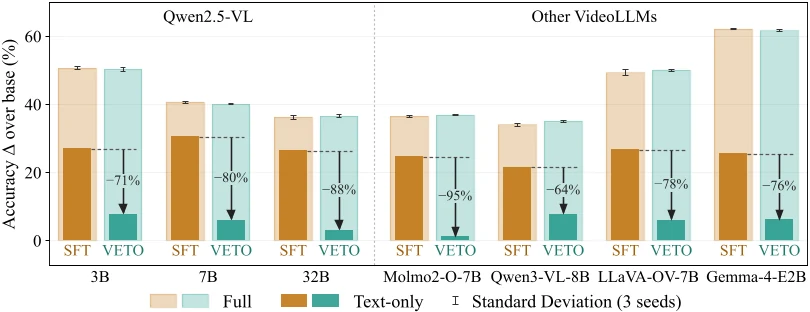 Qwen2.5-VL Other VideoLLMs
Accuracy Δ over base (%)
60
40
20
0
−71% −80% −88% −95% −64% −78% −76%
SFT VETO SFT VETO SFT VETO SFT VETO SFT VETO SFT VETO SFT VETO
3B 7B 32B Molmo2-O-7B Qwen3-VL-8B LLaVA-OV-7B Gemma-4-E2B
Full Text-only Standard Deviation (3 seeds)